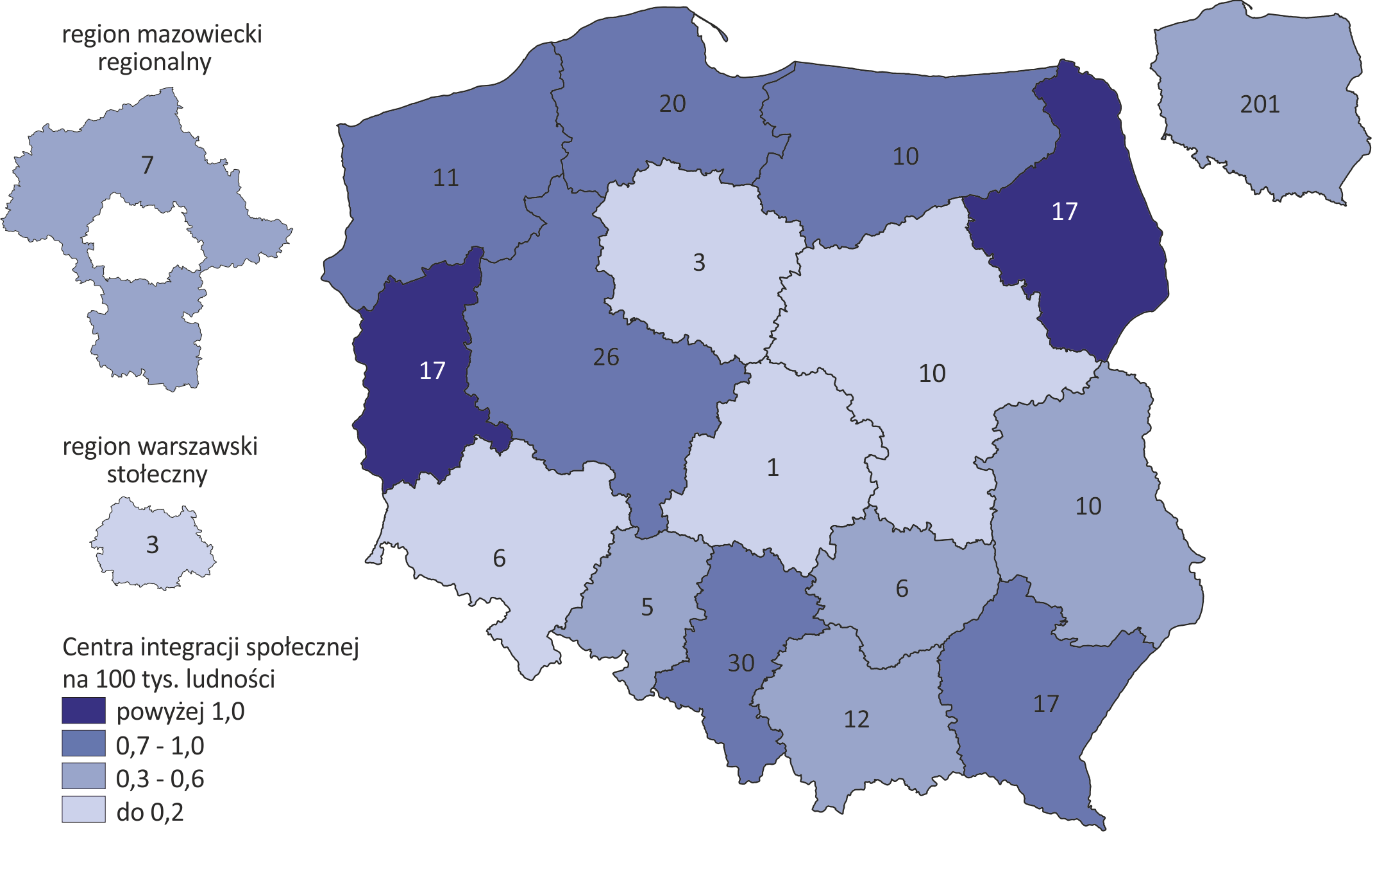 region mazowiecki
regionalny
7
region warszawski
stołeczny
3
Centra integracji społecznej
na 100 tys. ludności
powyżej 1,0
0,7 - 1,0
0,3 - 0,6
do 0,2
20
11
10
17
3
17
26
10
1
10
6
5
6
30
12
17
201